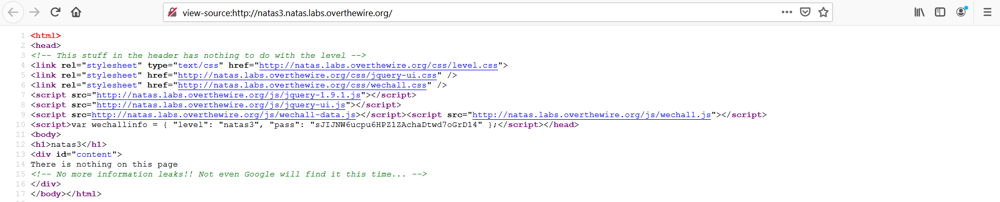 view-source:http://natas3.natas.labs.overthewire.org/
1 <html>
2 <head>
3 <!-- This stuff in the header has nothing to do with the level -->
4 <link rel="stylesheet" type="text/css" href="http://natas.labs.overthewire.org/css/level.css">
5 <link rel="stylesheet" href="http://natas.labs.overthewire.org/css/jquery-ui.css" />
6 <link rel="stylesheet" href="http://natas.labs.overthewire.org/css/wechall.css" />
7 <script src="http://natas.labs.overthewire.org/js/jquery-1.9.1.js"></script>
8 <script src="http://natas.labs.overthewire.org/js/jquery-ui.js"></script>
9 <script src=http://natas.labs.overthewire.org/js/wechall-data.js></script><script src="http://natas.labs.overthewire.org/js/wechall.js"></script>
10 <script>var wechallinfo = { "level": "natas3", "pass": "sJIJNW6ucpu6HPZ1ZAchaDtwd7oGrD14" };</script></head>
11 <body>
12 <h1>natas3</h1>
13 <div id="content">
14 There is nothing on this page
15 <!-- No more information leaks!! Not even Google will find it this time... -->
16 </div>
17 </body></html>